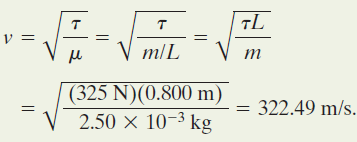 v = √(τ/μ) = √(τ/(m/L)) = √(τL/m)
= √((325 N)(0.800 m)/(2.50 × 10⁻³ kg)) = 322.49 m/s.